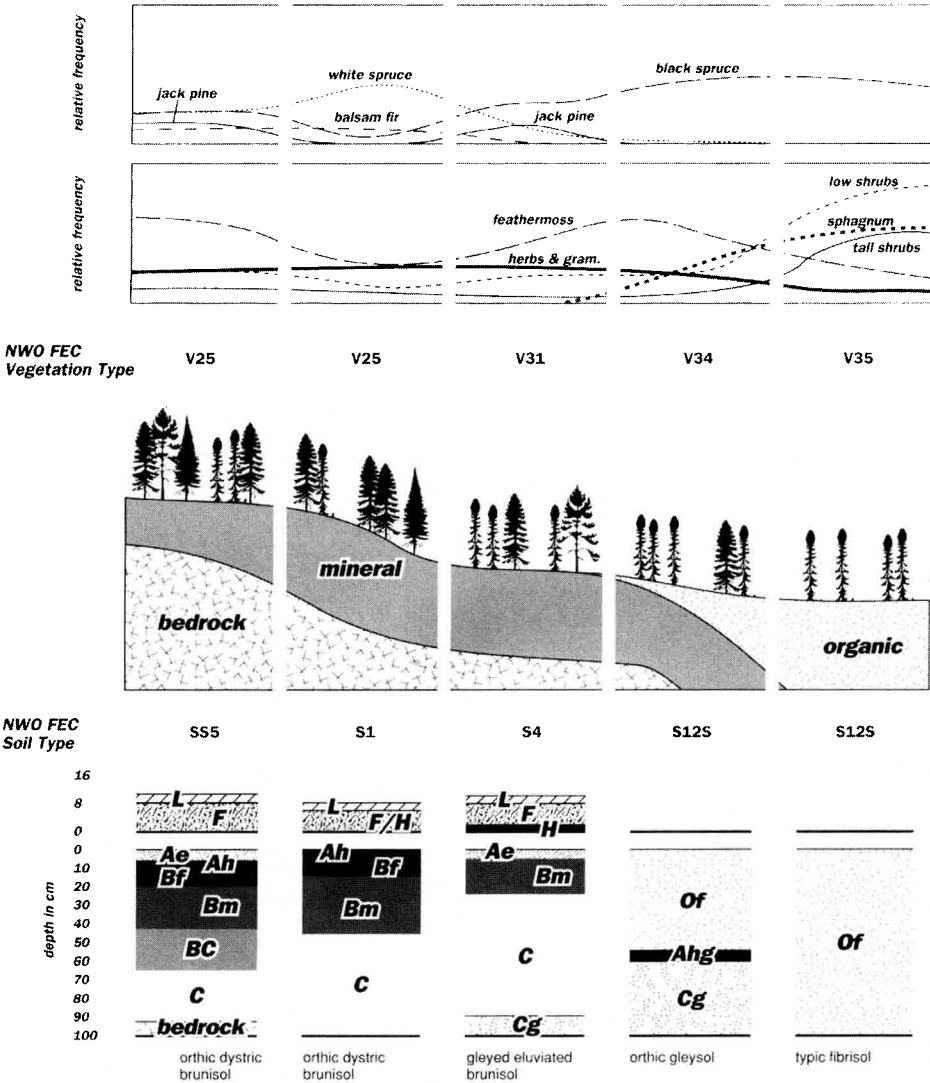 relative frequency
jack pine
white spruce
balsam fir
jack pine
black spruce
relative frequency
feathermoss
herbs & gram.
low shrubs
sphagnum
tall shrubs
NWO FEC
Vegetation Type
V25 V25 V31 V34 V35
mineral
bedrock
organic
NWO FEC
Soil Type
SS5 S1 S4 S12S S12S
depth in cm
16
8
0
0
10
20
30
40
50
60
70
80
90
100
L
F
Ae
Ah
Bf
Bm
BC
C
bedrock
orthic dystric
brunisol
L
F/H
Ah
Bf
Bm
C
orthic dystric
brunisol
L
F
H
Ae
Bm
C
Cg
gleyed eluviated
brunisol
Of
Ahg
Cg
orthic gleysol
Of
typic fibrisol